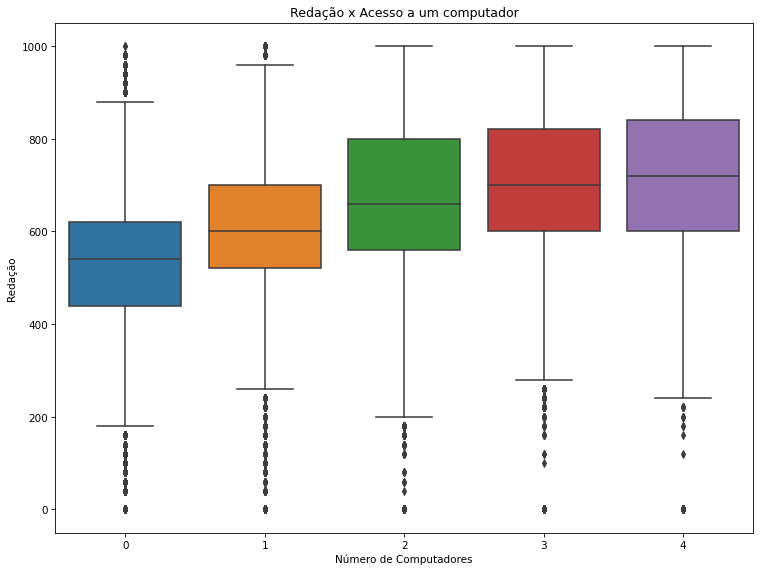 Redação x Acesso a um computador
Redação
1000
800
600
400
200
0
0 1 2 3 4
Número de Computadores